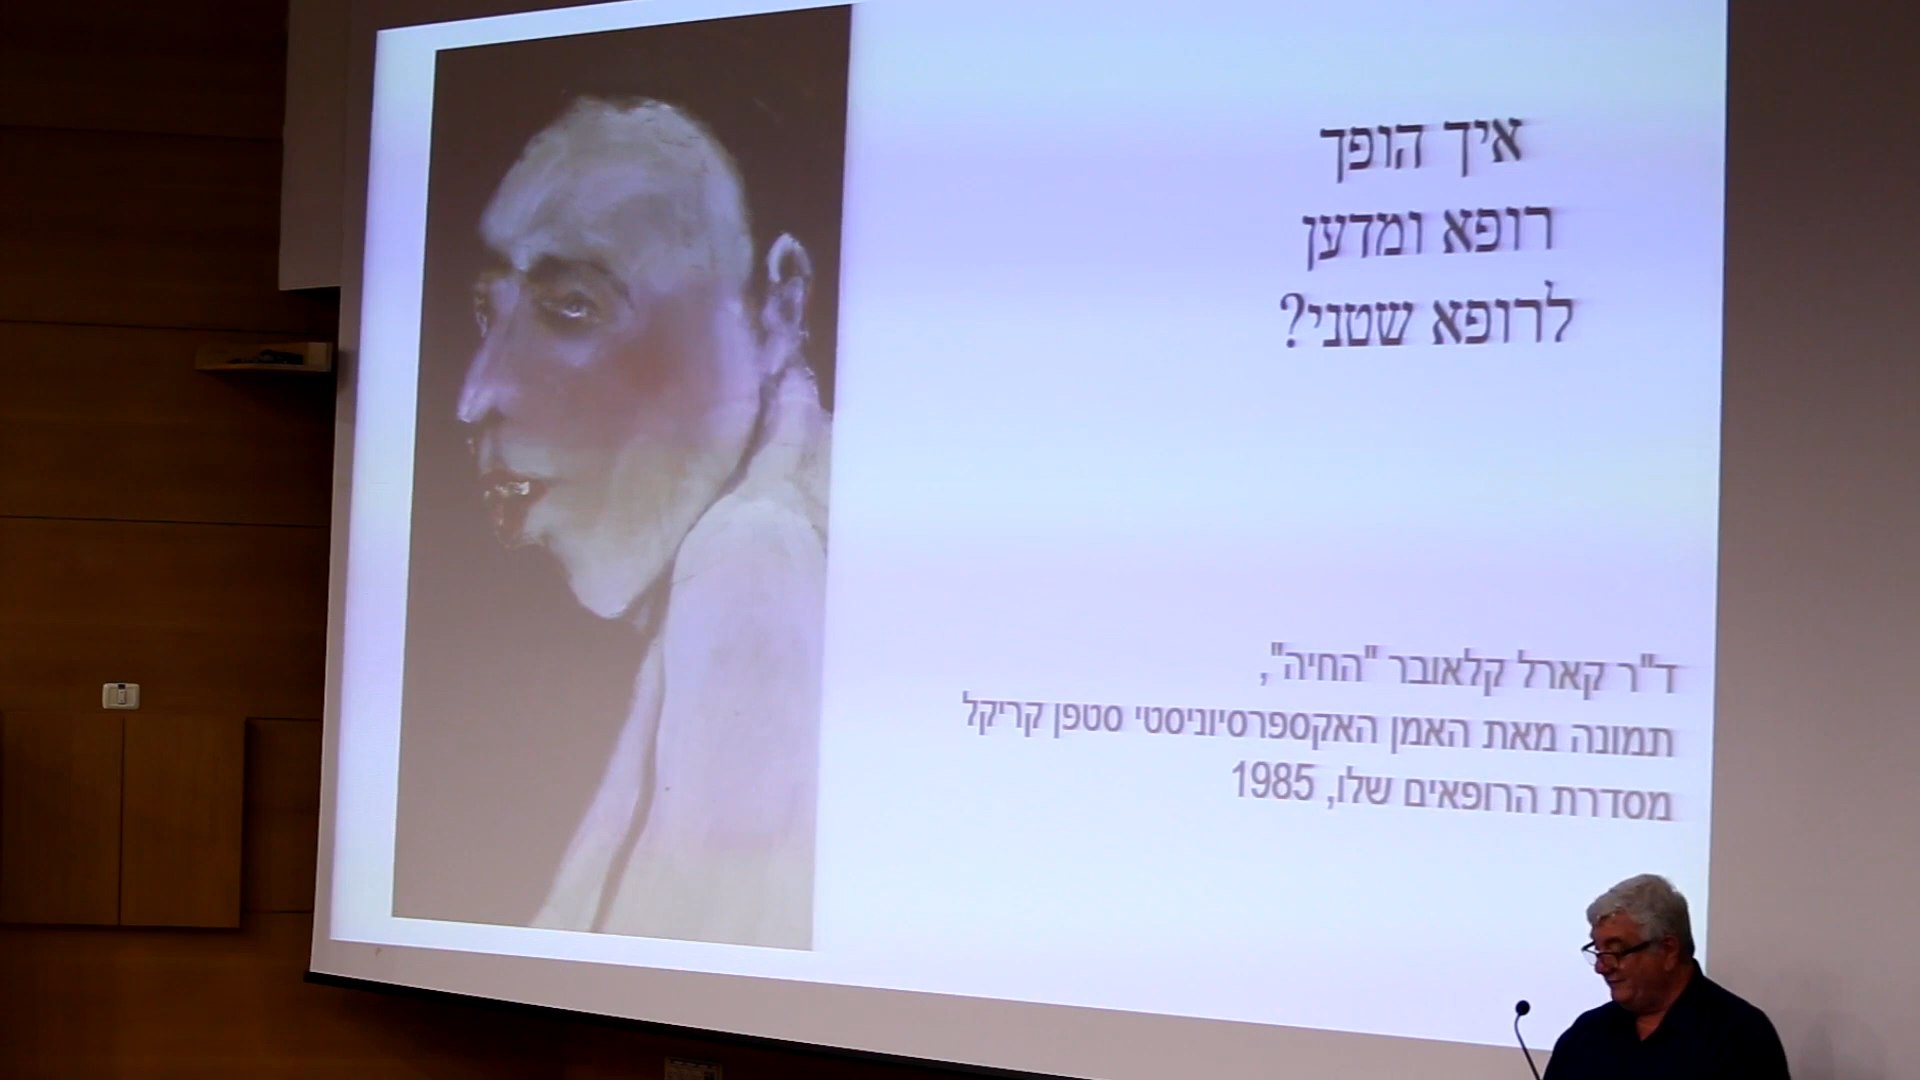 איך הופך
רופא ומדען
לרופא שטני?
ד"ר קארל קלאובר "החיה",
תמונה מאת האמן האקספרסיוניסטי סטפן קריקל
מסדרת הרופאים שלו, 1985